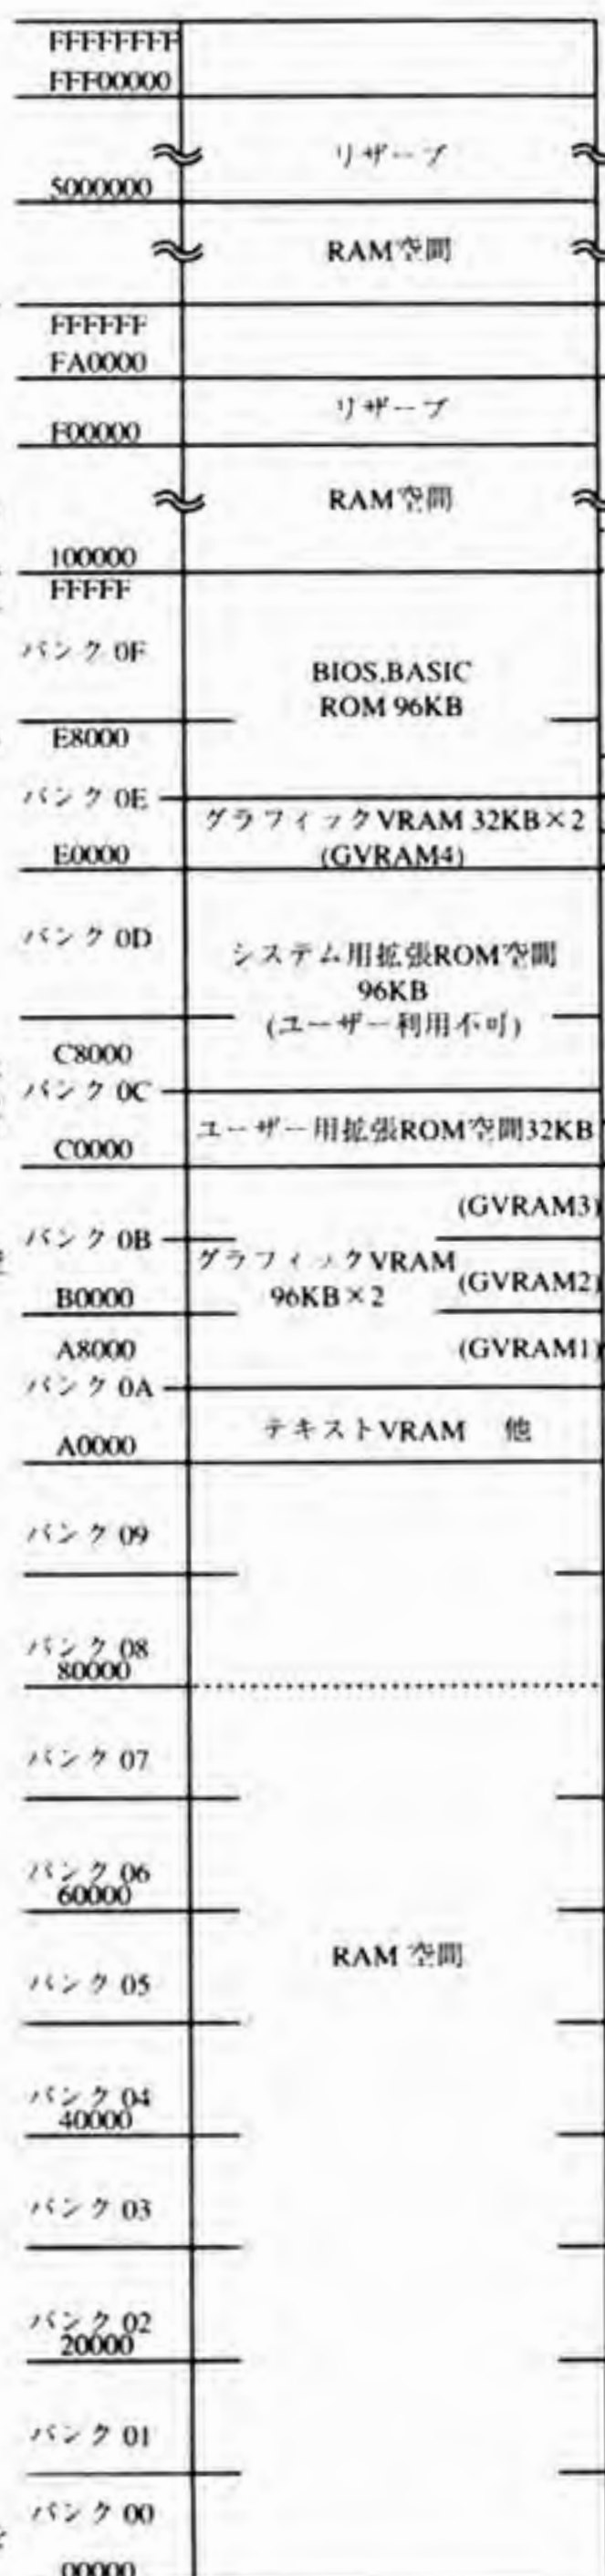 FFFFFFFF
FFF00000
リザーブ
5000000
RAM空間
FFFFFF
FA0000
リザーブ
F00000
RAM空間
100000
FFFFF
バンク 0F
BIOS,BASIC
ROM 96KB
E8000
バンク 0E
グラフィックVRAM 32KB×2
(GVRAM4)
E0000
バンク 0D
システム用拡張ROM空間
96KB
(ユーザー利用不可)
C8000
バンク 0C
ユーザー用拡張ROM空間32KB
C0000
(GVRAM3)
バンク 0B
グラフィックVRAM
96KB×2
(GVRAM2)
B0000
A8000
(GVRAM1)
バンク 0A
テキストVRAM 他
A0000
バンク 09
バンク 08
80000
バンク 07
バンク 06
60000
RAM 空間
バンク 05
バンク 04
40000
バンク 03
バンク 02
20000
バンク 01
バンク 00
00000